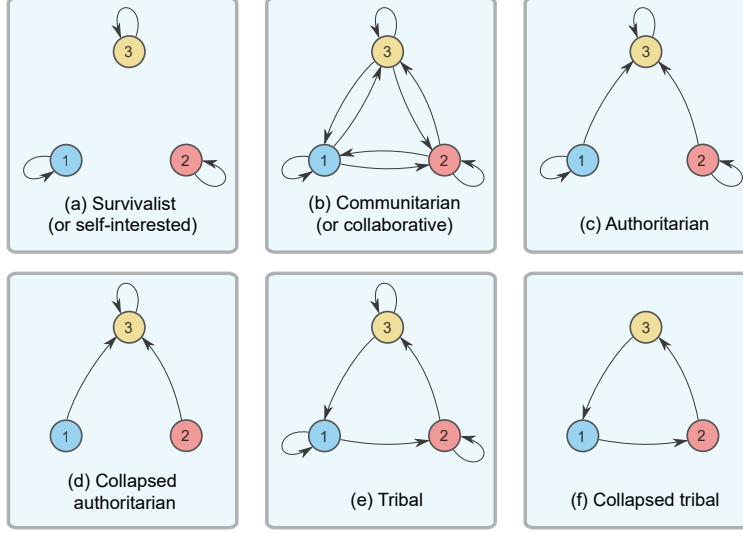 3
1
2
(a) Survivalist
(or self-interested)
3
1
2
(b) Communitarian
(or collaborative)
3
1
2
(c) Authoritarian
3
1
2
(d) Collapsed
authoritarian
3
1
2
(e) Tribal
3
1
2
(f) Collapsed tribal